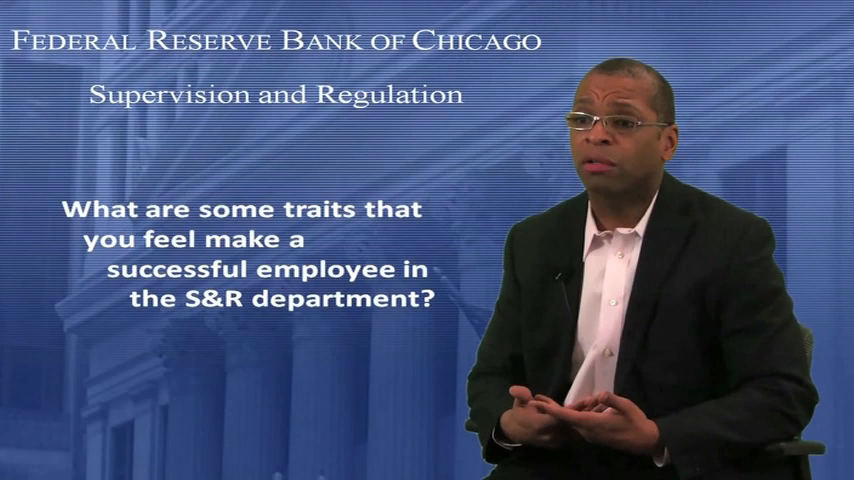 FEDERAL RESERVE BANK OF CHICAGO
Supervision and Regulation
What are some traits that
you feel make a
successful employee in
the S&R department?